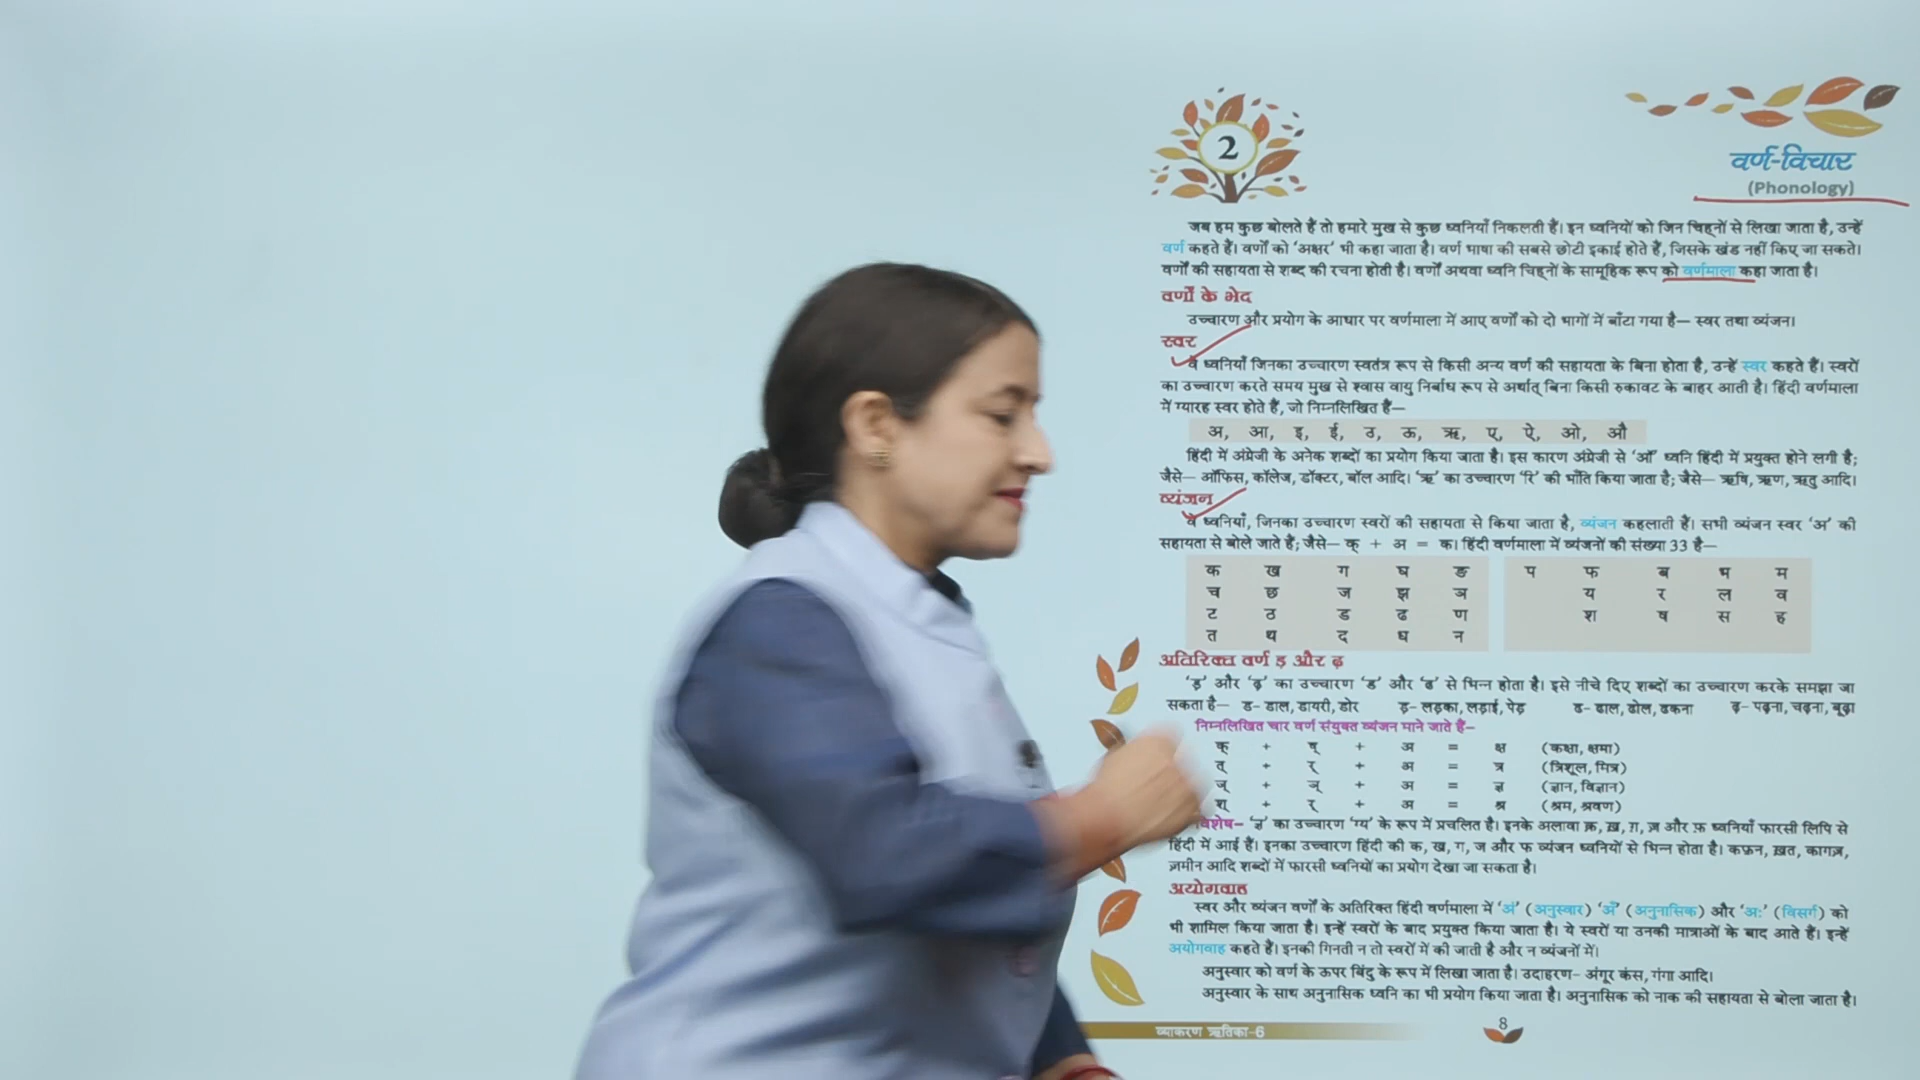 2
वर्ण-विचार
(Phonology)
जब हम कुछ बोलते हैं तो हमारे मुख से कुछ ध्वनियाँ निकलती हैं। इन ध्वनियों को जिन चिह्नों से लिखा जाता है, उन्हें
वर्ण कहते हैं। वर्णों को ‘अक्षर’ भी कहा जाता है। वर्ण भाषा की सबसे छोटी इकाई होते हैं, जिसके खंड नहीं किए जा सकते।
वर्णों की सहायता से शब्द की रचना होती है। वर्णों अथवा ध्वनि चिह्नों के सामूहिक रूप को वर्णमाला कहा जाता है।
वर्णों के भेद
उच्चारण और प्रयोग के आधार पर वर्णमाला में आए वर्णों को दो भागों में बाँटा गया है— स्वर तथा व्यंजन।
स्वर
वे ध्वनियाँ जिनका उच्चारण स्वतंत्र रूप से किसी अन्य वर्ण की सहायता के बिना होता है, उन्हें स्वर कहते हैं। स्वरों
का उच्चारण करते समय मुख से श्वास वायु निर्बाध रूप से अर्थात् बिना किसी रुकावट के बाहर आती है। हिंदी वर्णमाला
में ग्यारह स्वर होते हैं, जो निम्नलिखित हैं—
अ, आ, इ, ई, उ, ऊ, ऋ, ए, ऐ, ओ, औ
हिंदी में अंग्रेजी के अनेक शब्दों का प्रयोग किया जाता है। इस कारण अंग्रेजी से ‘ऑ’ ध्वनि हिंदी में प्रयुक्त होने लगी है;
जैसे— ऑफिस, कॉलेज, डॉक्टर, बॉल आदि। ‘ऋ’ का उच्चारण ‘रि’ की भाँति किया जाता है; जैसे— ऋषि, ऋण, ऋतु आदि।
व्यंजन
वे ध्वनियाँ, जिनका उच्चारण स्वरों की सहायता से किया जाता है, व्यंजन कहलाती हैं। सभी व्यंजन स्वर ‘अ’ की
सहायता से बोले जाते हैं; जैसे— क् + अ = क। हिंदी वर्णमाला में व्यंजनों की संख्या 33 है—
क ख ग घ ङ प फ ब भ म
च छ ज झ ञ य र ल व
ट ठ ड ढ ण श ष स ह
त थ द ध न
अतिरिक्त वर्ण ड़ और ढ़
‘ड़’ और ‘ढ़’ का उच्चारण ‘ड’ और ‘ढ’ से भिन्न होता है। इसे नीचे दिए शब्दों का उच्चारण करके समझा जा
सकता है— ड- डाल, डायरी, डोर ड़- लड़का, लड़ाई, पेड़ ढ- ढाल, ढोल, ढकना ढ़- पढ़ना, चढ़ना, बूढ़ा
निम्नलिखित चार वर्ण संयुक्त व्यंजन माने जाते हैं-
क् + ष् + अ = क्ष (कक्षा, क्षमा)
त् + र् + अ = त्र (त्रिशूल, मित्र)
ज् + ञ् + अ = ज्ञ (ज्ञान, विज्ञान)
श् + र् + अ = श्र (श्रम, श्रवण)
विशेष- ‘ज्ञ’ का उच्चारण ‘ग्य’ के रूप में प्रचलित है। इनके अलावा क़, ख़, ग़, ज़ और फ़ ध्वनियाँ फारसी लिपि से
हिंदी में आई हैं। इनका उच्चारण हिंदी की क, ख, ग, ज और फ व्यंजन ध्वनियों से भिन्न होता है। कफ़न, ख़त, कागज़,
ज़मीन आदि शब्दों में फारसी ध्वनियों का प्रयोग देखा जा सकता है।
अयोगवाह
स्वर और व्यंजन वर्णों के अतिरिक्त हिंदी वर्णमाला में ‘अं’ (अनुस्वार) ‘अँ’ (अनुनासिक) और ‘अः’ (विसर्ग) को
भी शामिल किया जाता है। इन्हें स्वरों के बाद प्रयुक्त किया जाता है। ये स्वरों या उनकी मात्राओं के बाद आते हैं। इन्हें
अयोगवाह कहते हैं। इनकी गिनती न तो स्वरों में की जाती है और न व्यंजनों में।
अनुस्वार को वर्ण के ऊपर बिंदु के रूप में लिखा जाता है। उदाहरण- अंगूर कंस, गंगा आदि।
अनुस्वार के साथ अनुनासिक ध्वनि का भी प्रयोग किया जाता है। अनुनासिक को नाक की सहायता से बोला जाता है।
व्याकरण ऋतिका-6
8